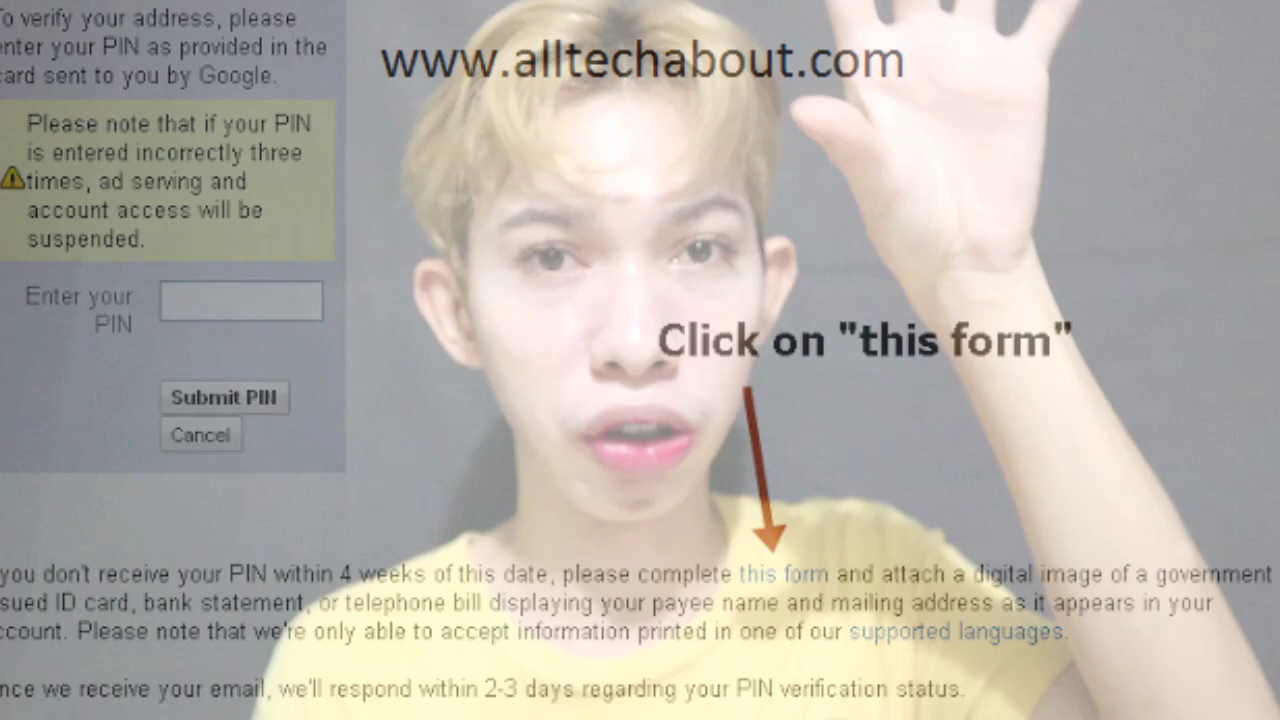 To verify your address, please
enter your PIN as provided in the
card sent to you by Google.
www.alltechabout.com
Please note that if your PIN
is entered incorrectly three
times, ad serving and
account access will be
suspended.
Enter your
PIN
Click on "this form"
Submit PIN
Cancel
you don't receive your PIN within 4 weeks of this date, please complete this form and attach a digital image of a government
sued ID card, bank statement, or telephone bill displaying your payee name and mailing address as it appears in your
ccount. Please note that we're only able to accept information printed in one of our supported languages.
nce we receive your email, we'll respond within 2-3 days regarding your PIN verification status.